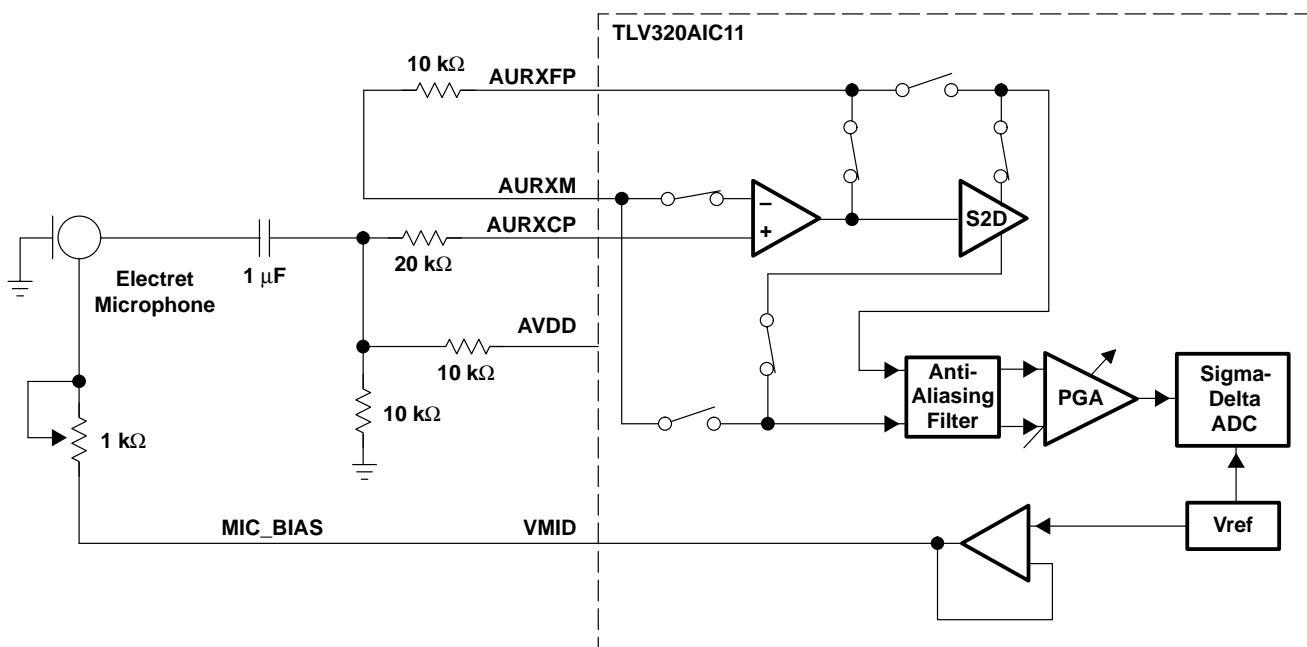 TLV320AIC11
10 kΩ
AURXFP
AURXM
−
+
S2D
AURXCP
20 kΩ
1 μF
Electret
Microphone
AVDD
10 kΩ
10 kΩ
1 kΩ
Anti-
Aliasing
Filter
PGA
Sigma-
Delta
ADC
MIC_BIAS
VMID
Vref